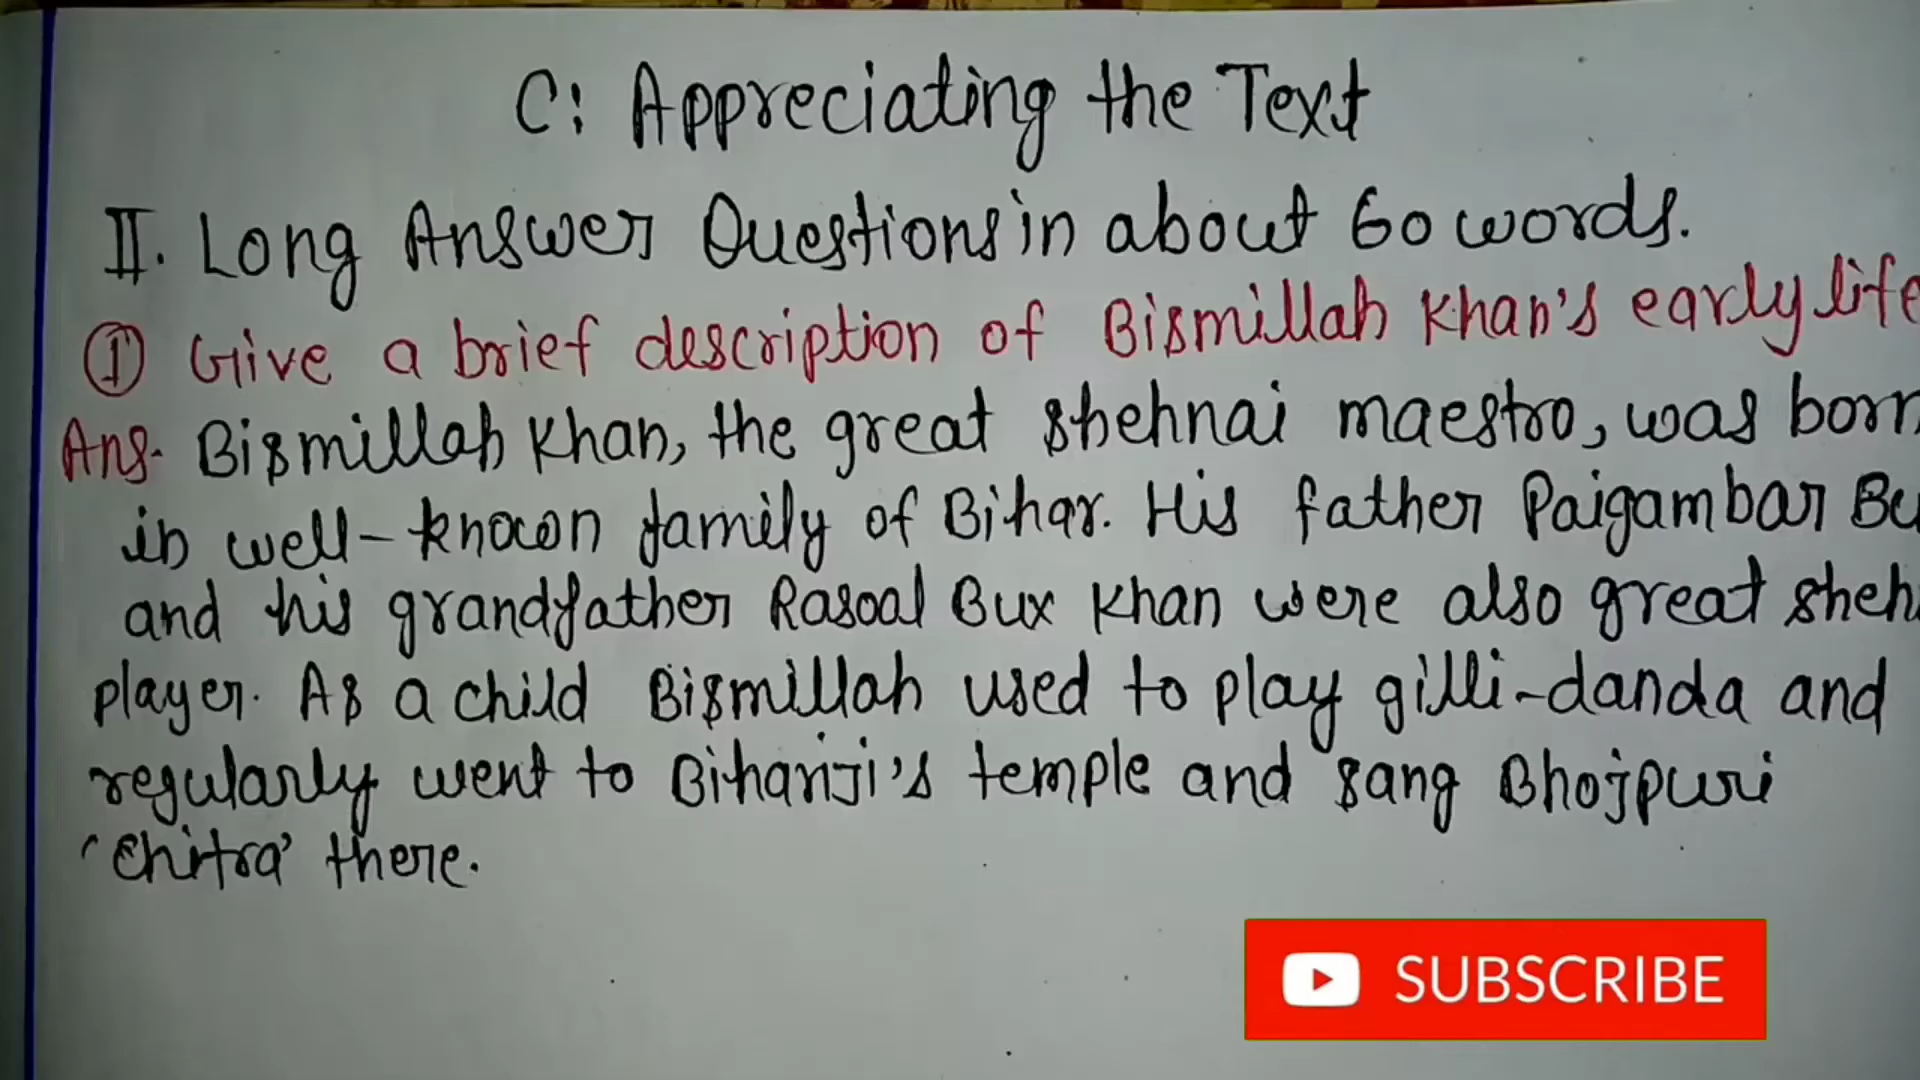 C: Appreciating the Text
II. Long Answer Questions in about 60 words.
① Give a brief description of Bismillah Khan's early life
Ans. Bismillah Khan, the great shehnai maestro, was born
in well-known family of Bihar. His father Paigambar Bu
and his grandfather Rasoal Bux Khan were also great sheh
player. As a child Bismillah used to play gilli-danda and
regularly went to Bihariji's temple and sang Bhojpuri
'Chitra' there.
SUBSCRIBE